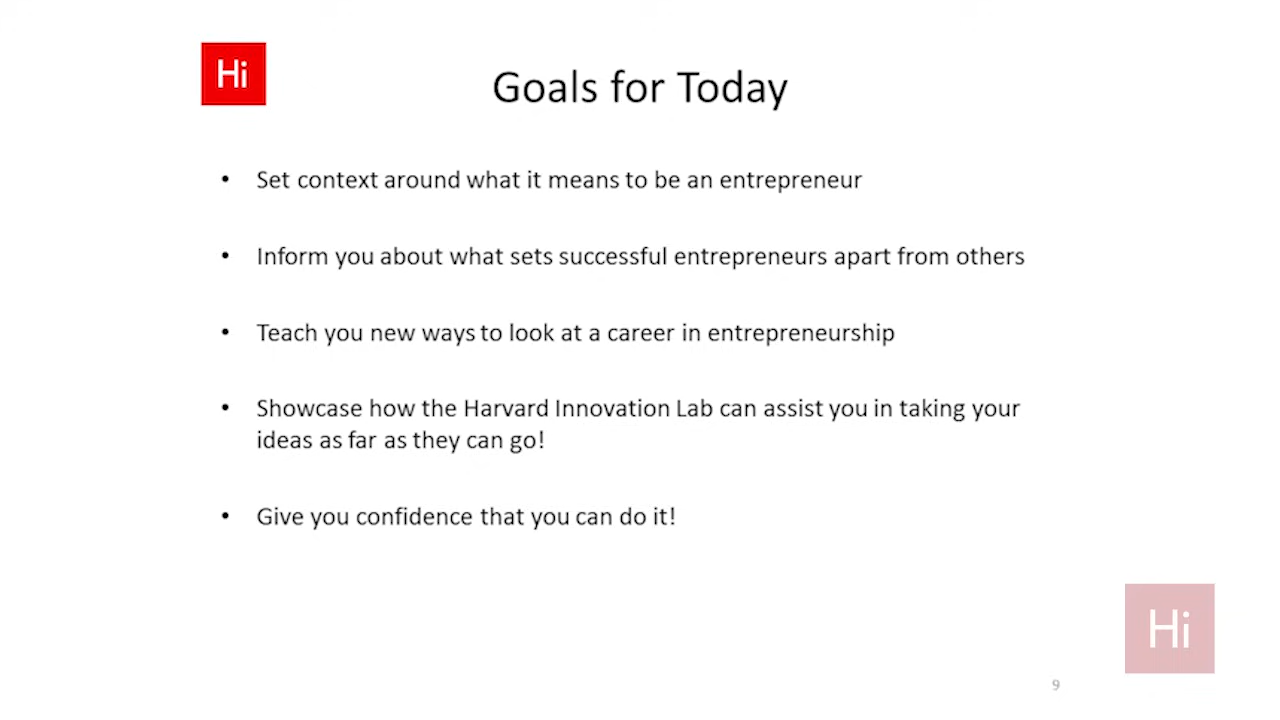 Hi
Goals for Today
• Set context around what it means to be an entrepreneur
• Inform you about what sets successful entrepreneurs apart from others
• Teach you new ways to look at a career in entrepreneurship
• Showcase how the Harvard Innovation Lab can assist you in taking your
ideas as far as they can go!
• Give you confidence that you can do it!
Hi
9